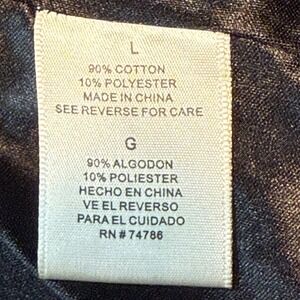 L
90% COTTON
10% POLYESTER
MADE IN CHINA
SEE REVERSE FOR CARE
G
90% ALGODON
10% POLIESTER
HECHO EN CHINA
VE EL REVERSO
PARA EL CUIDADO
RN # 74786